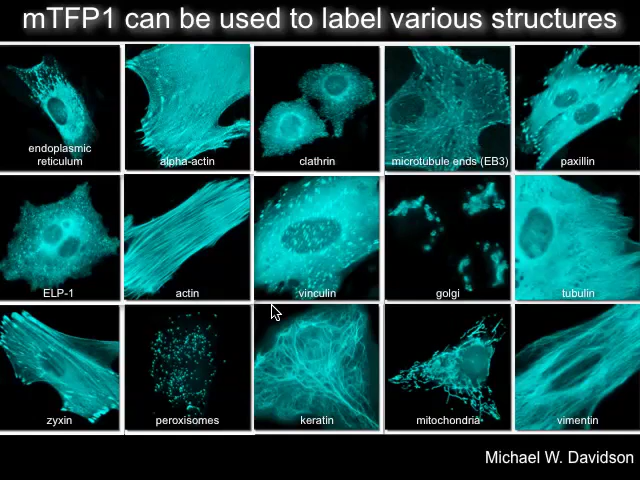 mTFP1 can be used to label various structures
endoplasmic
reticulum
alpha-actin
clathrin
microtubule ends (EB3)
paxillin
ELP-1
actin
vinculin
golgi
tubulin
zyxin
peroxisomes
keratin
mitochondria
vimentin
Michael W. Davidson